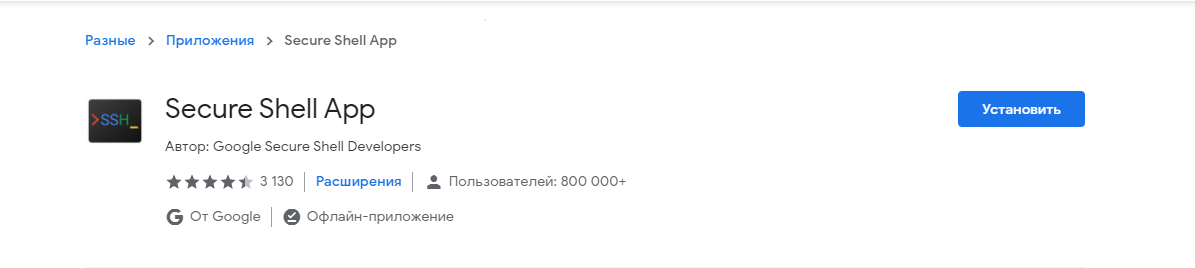 Разные > Приложения > Secure Shell App
>SSH_
Secure Shell App
Установить
Автор: Google Secure Shell Developers
3 130 | Расширения | Пользователей: 800 000+
G От Google | Офлайн-приложение